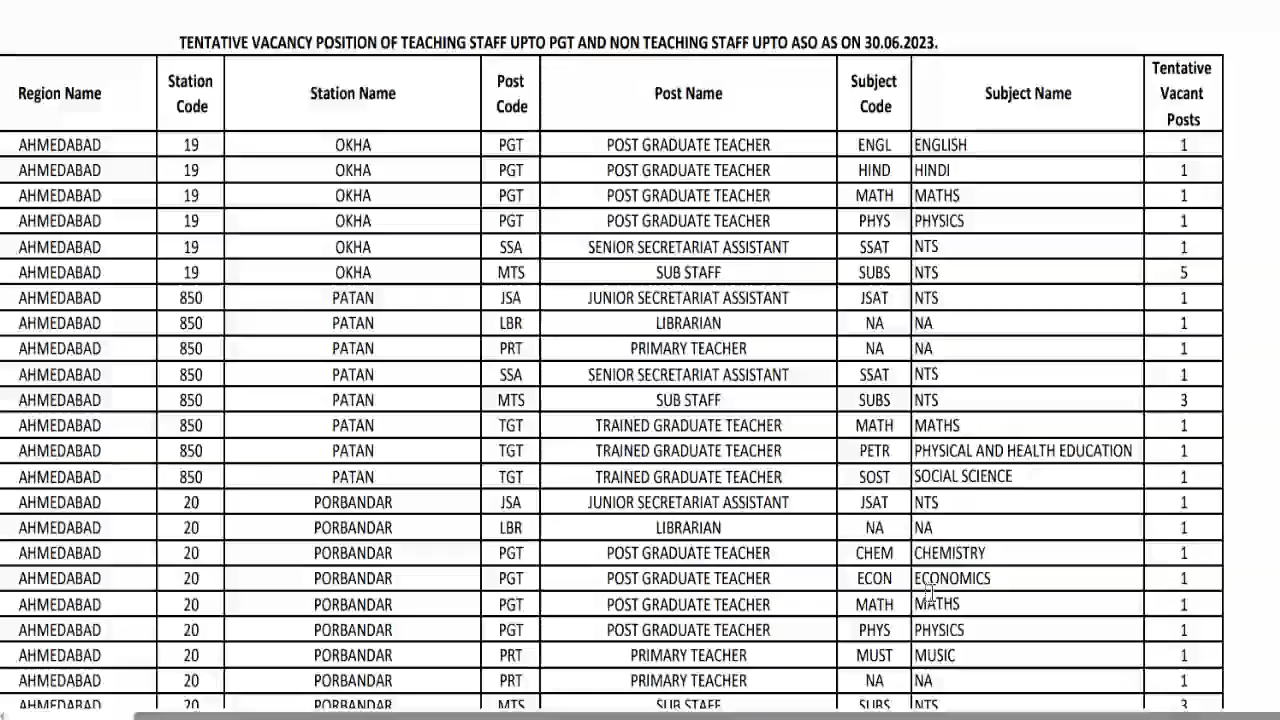 TENTATIVE VACANCY POSITION OF TEACHING STAFF UPTO PGT AND NON TEACHING STAFF UPTO ASO AS ON 30.06.2023.
Region Name Station Code Station Name Post Code Post Name Subject Code Subject Name Tentative Vacant Posts
AHMEDABAD 19 OKHA PGT POST GRADUATE TEACHER ENGL ENGLISH 1
AHMEDABAD 19 OKHA PGT POST GRADUATE TEACHER HIND HINDI 1
AHMEDABAD 19 OKHA PGT POST GRADUATE TEACHER MATH MATHS 1
AHMEDABAD 19 OKHA PGT POST GRADUATE TEACHER PHYS PHYSICS 1
AHMEDABAD 19 OKHA SSA SENIOR SECRETARIAT ASSISTANT SSAT NTS 1
AHMEDABAD 19 OKHA MTS SUB STAFF SUBS NTS 5
AHMEDABAD 850 PATAN JSA JUNIOR SECRETARIAT ASSISTANT JSAT NTS 1
AHMEDABAD 850 PATAN LBR LIBRARIAN NA NA 1
AHMEDABAD 850 PATAN PRT PRIMARY TEACHER NA NA 1
AHMEDABAD 850 PATAN SSA SENIOR SECRETARIAT ASSISTANT SSAT NTS 1
AHMEDABAD 850 PATAN MTS SUB STAFF SUBS NTS 3
AHMEDABAD 850 PATAN TGT TRAINED GRADUATE TEACHER MATH MATHS 1
AHMEDABAD 850 PATAN TGT TRAINED GRADUATE TEACHER PETR PHYSICAL AND HEALTH EDUCATION 1
AHMEDABAD 850 PATAN TGT TRAINED GRADUATE TEACHER SOST SOCIAL SCIENCE 1
AHMEDABAD 20 PORBANDAR JSA JUNIOR SECRETARIAT ASSISTANT JSAT NTS 1
AHMEDABAD 20 PORBANDAR LBR LIBRARIAN NA NA 1
AHMEDABAD 20 PORBANDAR PGT POST GRADUATE TEACHER CHEM CHEMISTRY 1
AHMEDABAD 20 PORBANDAR PGT POST GRADUATE TEACHER ECON ECONOMICS 1
AHMEDABAD 20 PORBANDAR PGT POST GRADUATE TEACHER MATH MATHS 1
AHMEDABAD 20 PORBANDAR PGT POST GRADUATE TEACHER PHYS PHYSICS 1
AHMEDABAD 20 PORBANDAR PRT PRIMARY TEACHER MUST MUSIC 1
AHMEDABAD 20 PORBANDAR PRT PRIMARY TEACHER NA NA 1
AHMEDABAD 20 PORBANDAR MTS SUB STAFF SUBS NTS 3